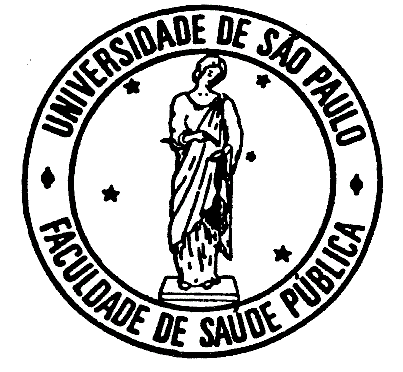 UNIVERSIDADE DE SÃO PAULO
FACULDADE DE SAÚDE PÚBLICA